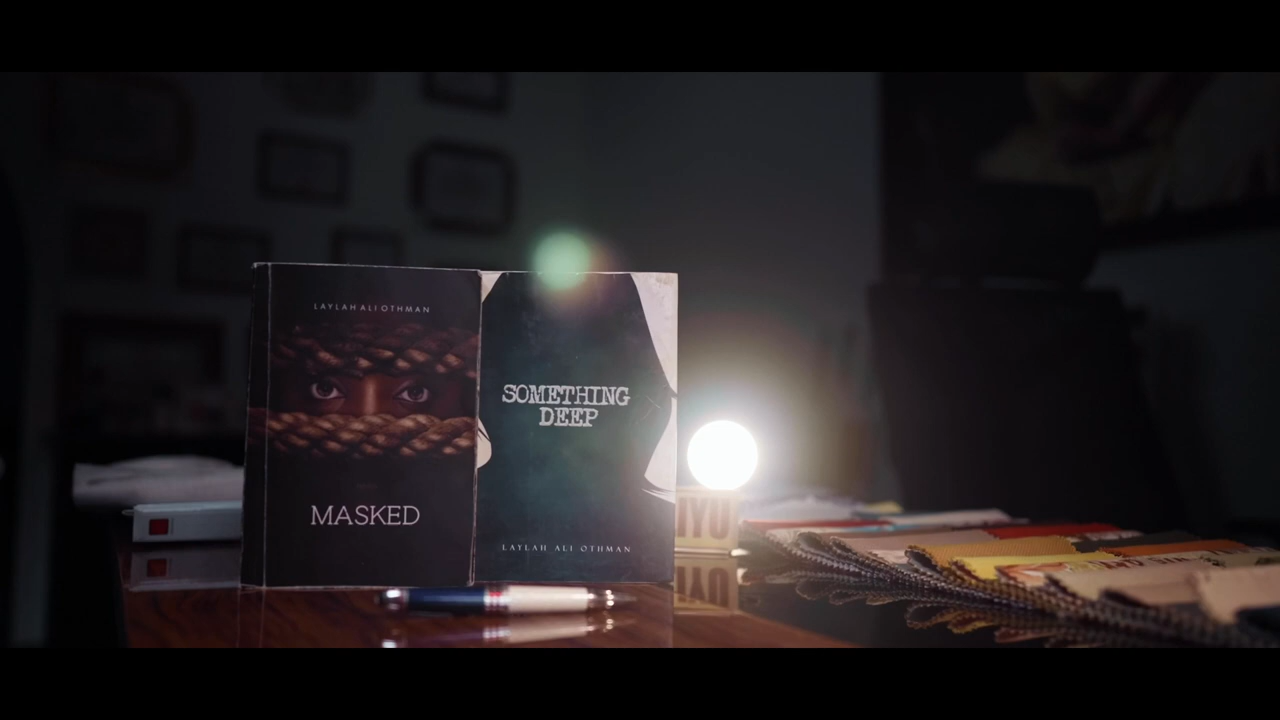 LAYLAH ALI OTHMAN
MASKED
SOMETHING
DEEP
LAYLAH ALI OTHMAN